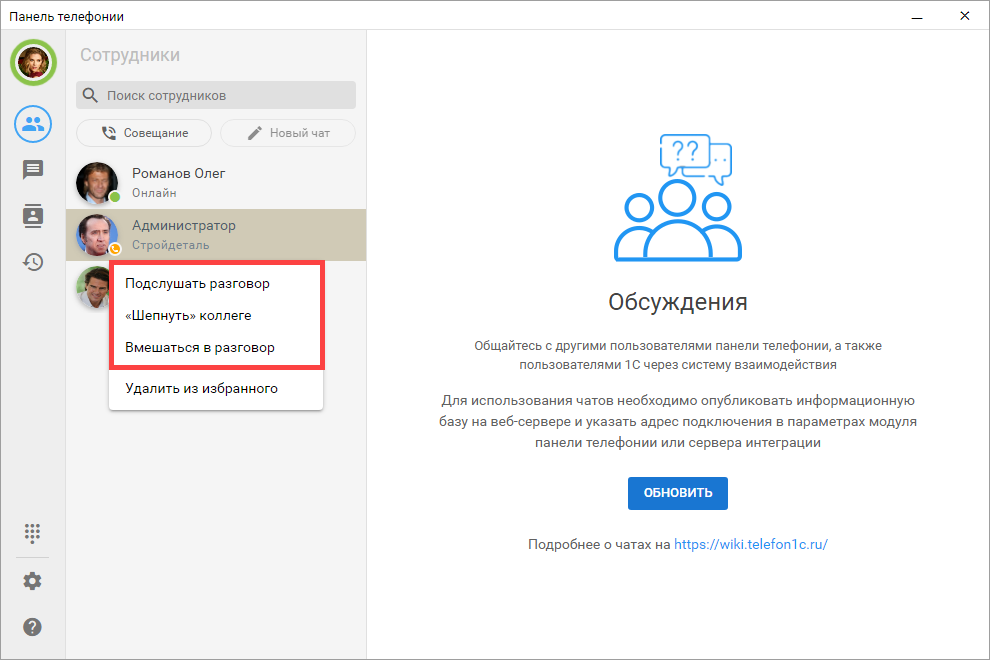 Панель телефонии
Сотрудники
Поиск сотрудников
Совещание
Новый чат
Романов Олег
Онлайн
Администратор
Стройдеталь
Подслушать разговор
«Шепнуть» коллеге
Вмешаться в разговор
Удалить из избранного
??
Обсуждения
Общайтесь с другими пользователями панели телефонии, а также
пользователями 1С через систему взаимодействия
Для использования чатов необходимо опубликовать информационную
базу на веб-сервере и указать адрес подключения в параметрах модуля
панели телефонии или сервера интеграции
ОБНОВИТЬ
Подробнее о чатах на https://wiki.telefon1c.ru/